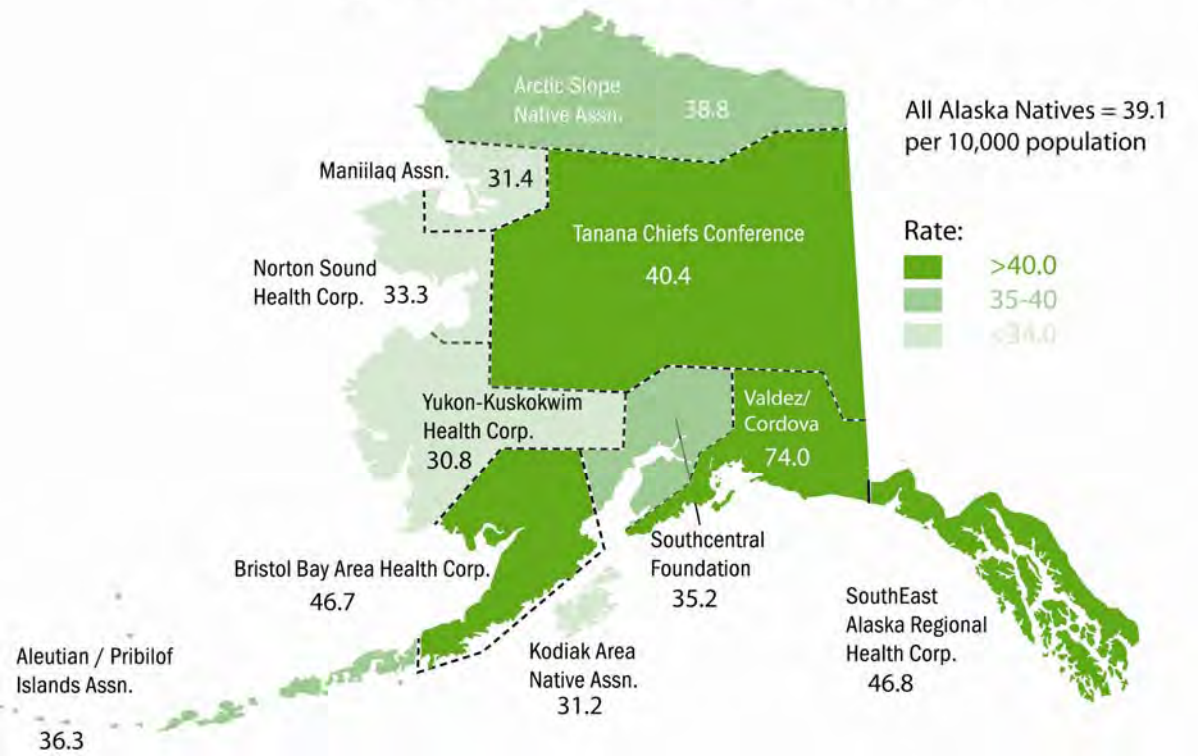 Arctic Slope
Native Assn.
38.8
All Alaska Natives = 39.1
per 10,000 population
Maniilaq Assn.
31.4
Tanana Chiefs Conference
40.4
Rate:
>40.0
35-40
<34.0
Norton Sound
Health Corp.
33.3
Yukon-Kuskokwim
Health Corp.
30.8
Valdez/
Cordova
74.0
Bristol Bay Area Health Corp.
46.7
Southcentral
Foundation
35.2
SouthEast
Alaska Regional
Health Corp.
46.8
Aleutian / Pribilof
Islands Assn.
36.3
Kodiak Area
Native Assn.
31.2